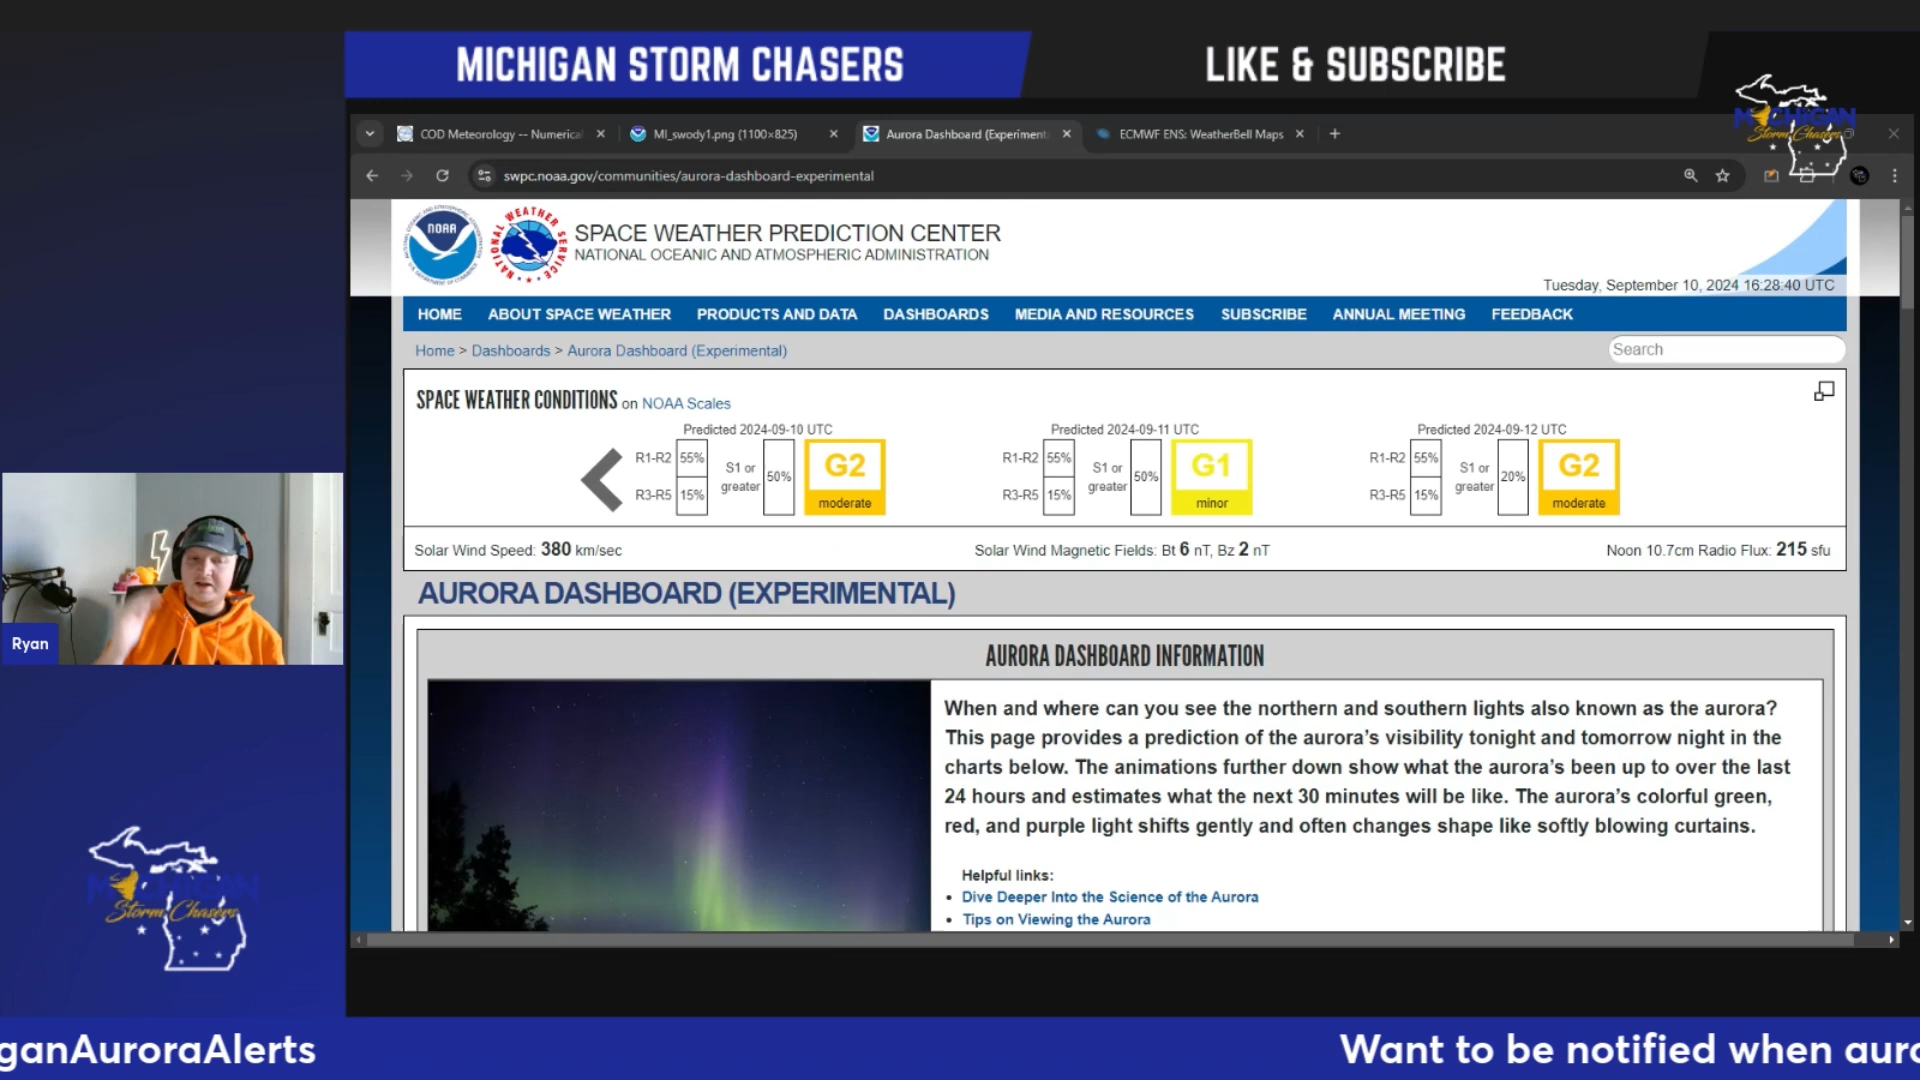 MICHIGAN STORM CHASERS
LIKE & SUBSCRIBE
MICHIGAN
Storm Chasers
COD Meteorology -- Numerica
MI_swody1.png (1100×825)
Aurora Dashboard (Experiment
ECMWF ENS: WeatherBell Maps
swpc.noaa.gov/communities/aurora-dashboard-experimental
NOAA
NATIONAL WEATHER SERVICE
SPACE WEATHER PREDICTION CENTER
NATIONAL OCEANIC AND ATMOSPHERIC ADMINISTRATION
Tuesday, September 10, 2024 16:28:40 UTC
HOME ABOUT SPACE WEATHER PRODUCTS AND DATA DASHBOARDS MEDIA AND RESOURCES SUBSCRIBE ANNUAL MEETING FEEDBACK
Home > Dashboards > Aurora Dashboard (Experimental)
Search
SPACE WEATHER CONDITIONS on NOAA Scales
Predicted 2024-09-10 UTC
R1-R2 55%
R3-R5 15%
S1 or greater 50%
G2
moderate
Predicted 2024-09-11 UTC
R1-R2 55%
R3-R5 15%
S1 or greater 50%
G1
minor
Predicted 2024-09-12 UTC
R1-R2 55%
R3-R5 15%
S1 or greater 20%
G2
moderate
Solar Wind Speed: 380 km/sec
Solar Wind Magnetic Fields: Bt 6 nT, Bz 2 nT
Noon 10.7cm Radio Flux: 215 sfu
AURORA DASHBOARD (EXPERIMENTAL)
AURORA DASHBOARD INFORMATION
When and where can you see the northern and southern lights also known as the aurora?
This page provides a prediction of the aurora's visibility tonight and tomorrow night in the
charts below. The animations further down show what the aurora's been up to over the last
24 hours and estimates what the next 30 minutes will be like. The aurora's colorful green,
red, and purple light shifts gently and often changes shape like softly blowing curtains.
Helpful links:
• Dive Deeper Into the Science of the Aurora
• Tips on Viewing the Aurora
Ryan
MICHIGAN
Storm Chasers
ganAuroraAlerts
Want to be notified when auro